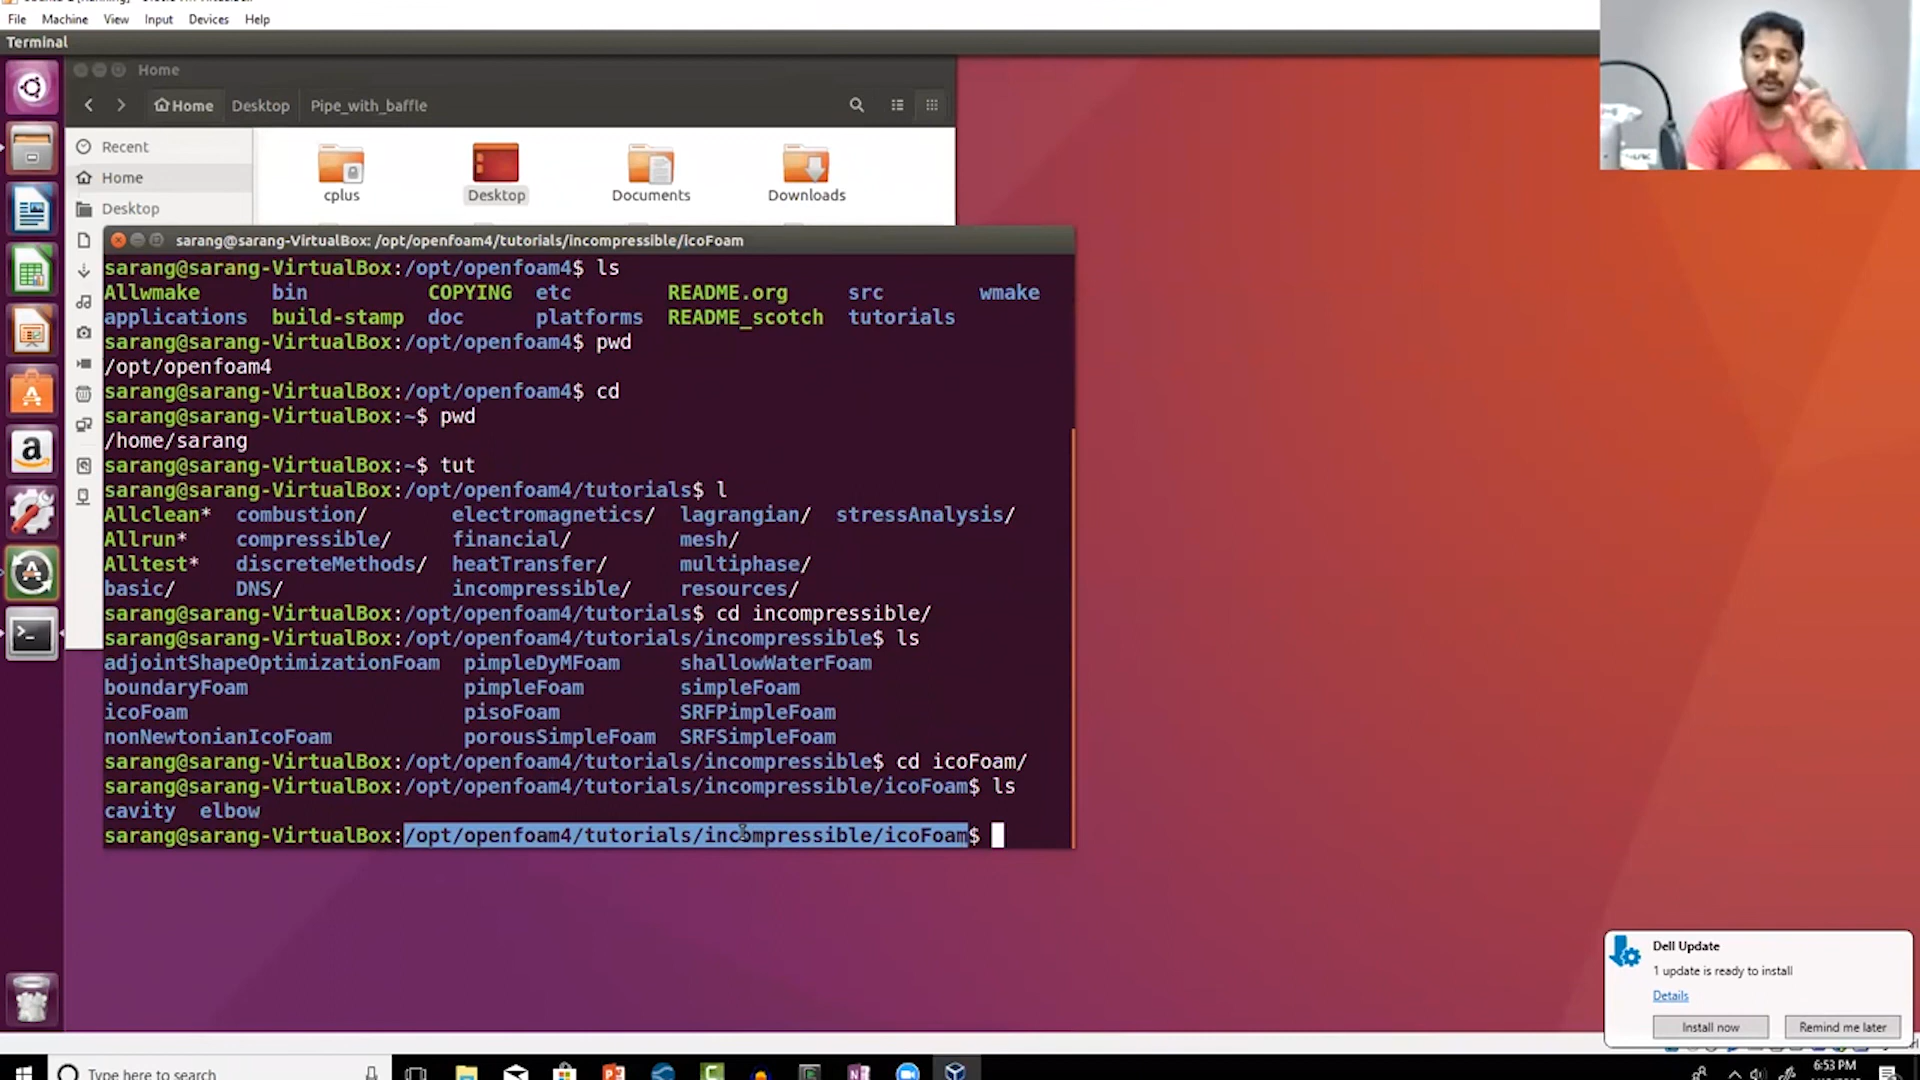 File Machine View Input Devices Help
Terminal
Home
Home Desktop Pipe_with_baffle
Recent
Home
Desktop
cplus Desktop Documents Downloads
sarang@sarang-VirtualBox: /opt/openfoam4/tutorials/incompressible/icoFoam
sarang@sarang-VirtualBox:/opt/openfoam4$ ls
Allwmake bin COPYING etc README.org src wmake
applications build-stamp doc platforms README_scotch tutorials
sarang@sarang-VirtualBox:/opt/openfoam4$ pwd
/opt/openfoam4
sarang@sarang-VirtualBox:/opt/openfoam4$ cd
sarang@sarang-VirtualBox:~$ pwd
/home/sarang
sarang@sarang-VirtualBox:~$ tut
sarang@sarang-VirtualBox:/opt/openfoam4/tutorials$ l
Allclean* combustion/ electromagnetics/ lagrangian/ stressAnalysis/
Allrun* compressible/ financial/ mesh/
Alltest* discreteMethods/ heatTransfer/ multiphase/
basic/ DNS/ incompressible/ resources/
sarang@sarang-VirtualBox:/opt/openfoam4/tutorials$ cd incompressible/
sarang@sarang-VirtualBox:/opt/openfoam4/tutorials/incompressible$ ls
adjointShapeOptimizationFoam pimpleDyMFoam shallowWaterFoam
boundaryFoam pimpleFoam simpleFoam
icoFoam pisoFoam SRFPimpleFoam
nonNewtonianIcoFoam porousSimpleFoam SRFSimpleFoam
sarang@sarang-VirtualBox:/opt/openfoam4/tutorials/incompressible$ cd icoFoam/
sarang@sarang-VirtualBox:/opt/openfoam4/tutorials/incompressible/icoFoam$ ls
cavity elbow
sarang@sarang-VirtualBox:/opt/openfoam4/tutorials/incompressible/icoFoam$
Dell Update
1 update is ready to install
Details
Install now Remind me later
Type here to search
6:53 PM